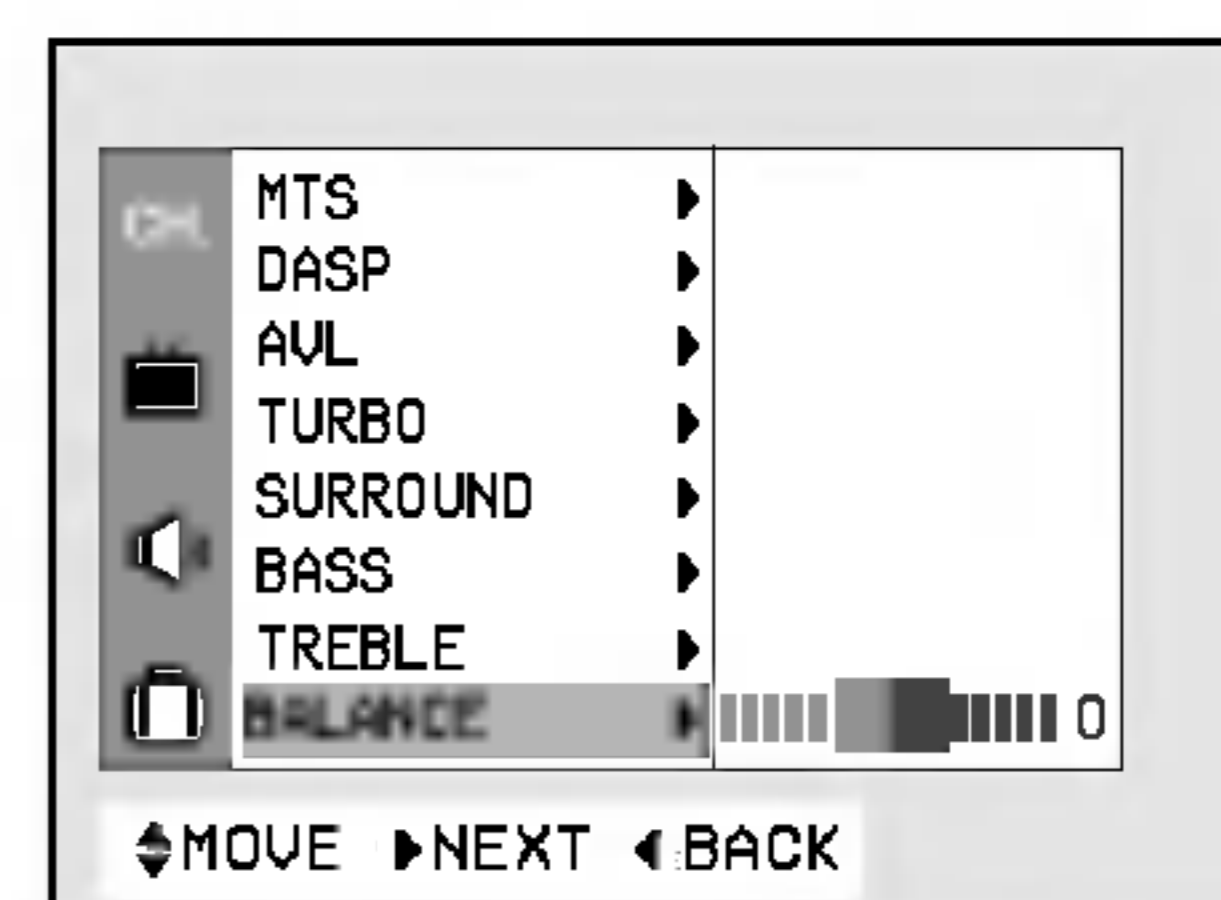 CH.
MTS
DASP
AVL
TURBO
SURROUND
BASS
TREBLE
BALANCE 0
MOVE NEXT BACK